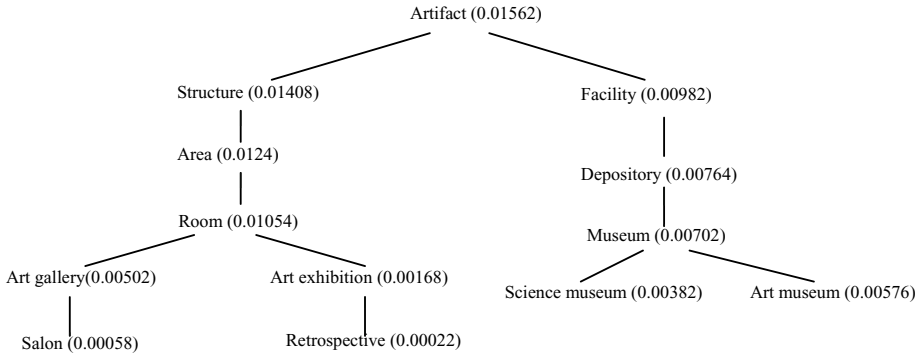 Artifact (0.01562)
Structure (0.01408)
Facility (0.00982)
Area (0.0124)
Depository (0.00764)
Room (0.01054)
Museum (0.00702)
Art gallery(0.00502)
Art exhibition (0.00168)
Science museum (0.00382)
Art museum (0.00576)
Salon (0.00058)
Retrospective (0.00022)